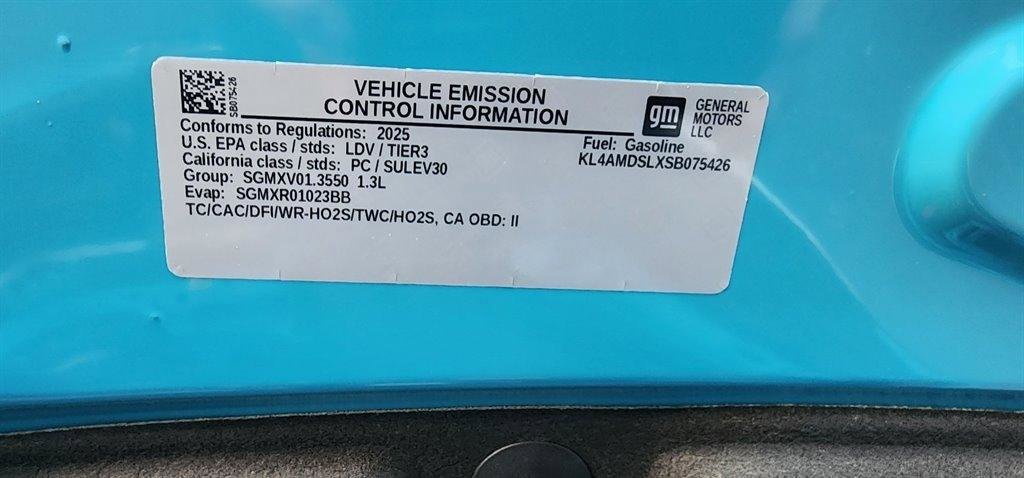 SB075426
VEHICLE EMISSION
CONTROL INFORMATION
gm
GENERAL
MOTORS
LLC
Conforms to Regulations: 2025
U.S. EPA class / stds: LDV / TIER3
California class / stds: PC / SULEV30
Group: SGMXV01.3550 1.3L
Evap: SGMXR01023BB
TC/CAC/DFI/WR-HO2S/TWC/HO2S, CA OBD: II
Fuel: Gasoline
KL4AMDSLXSB075426